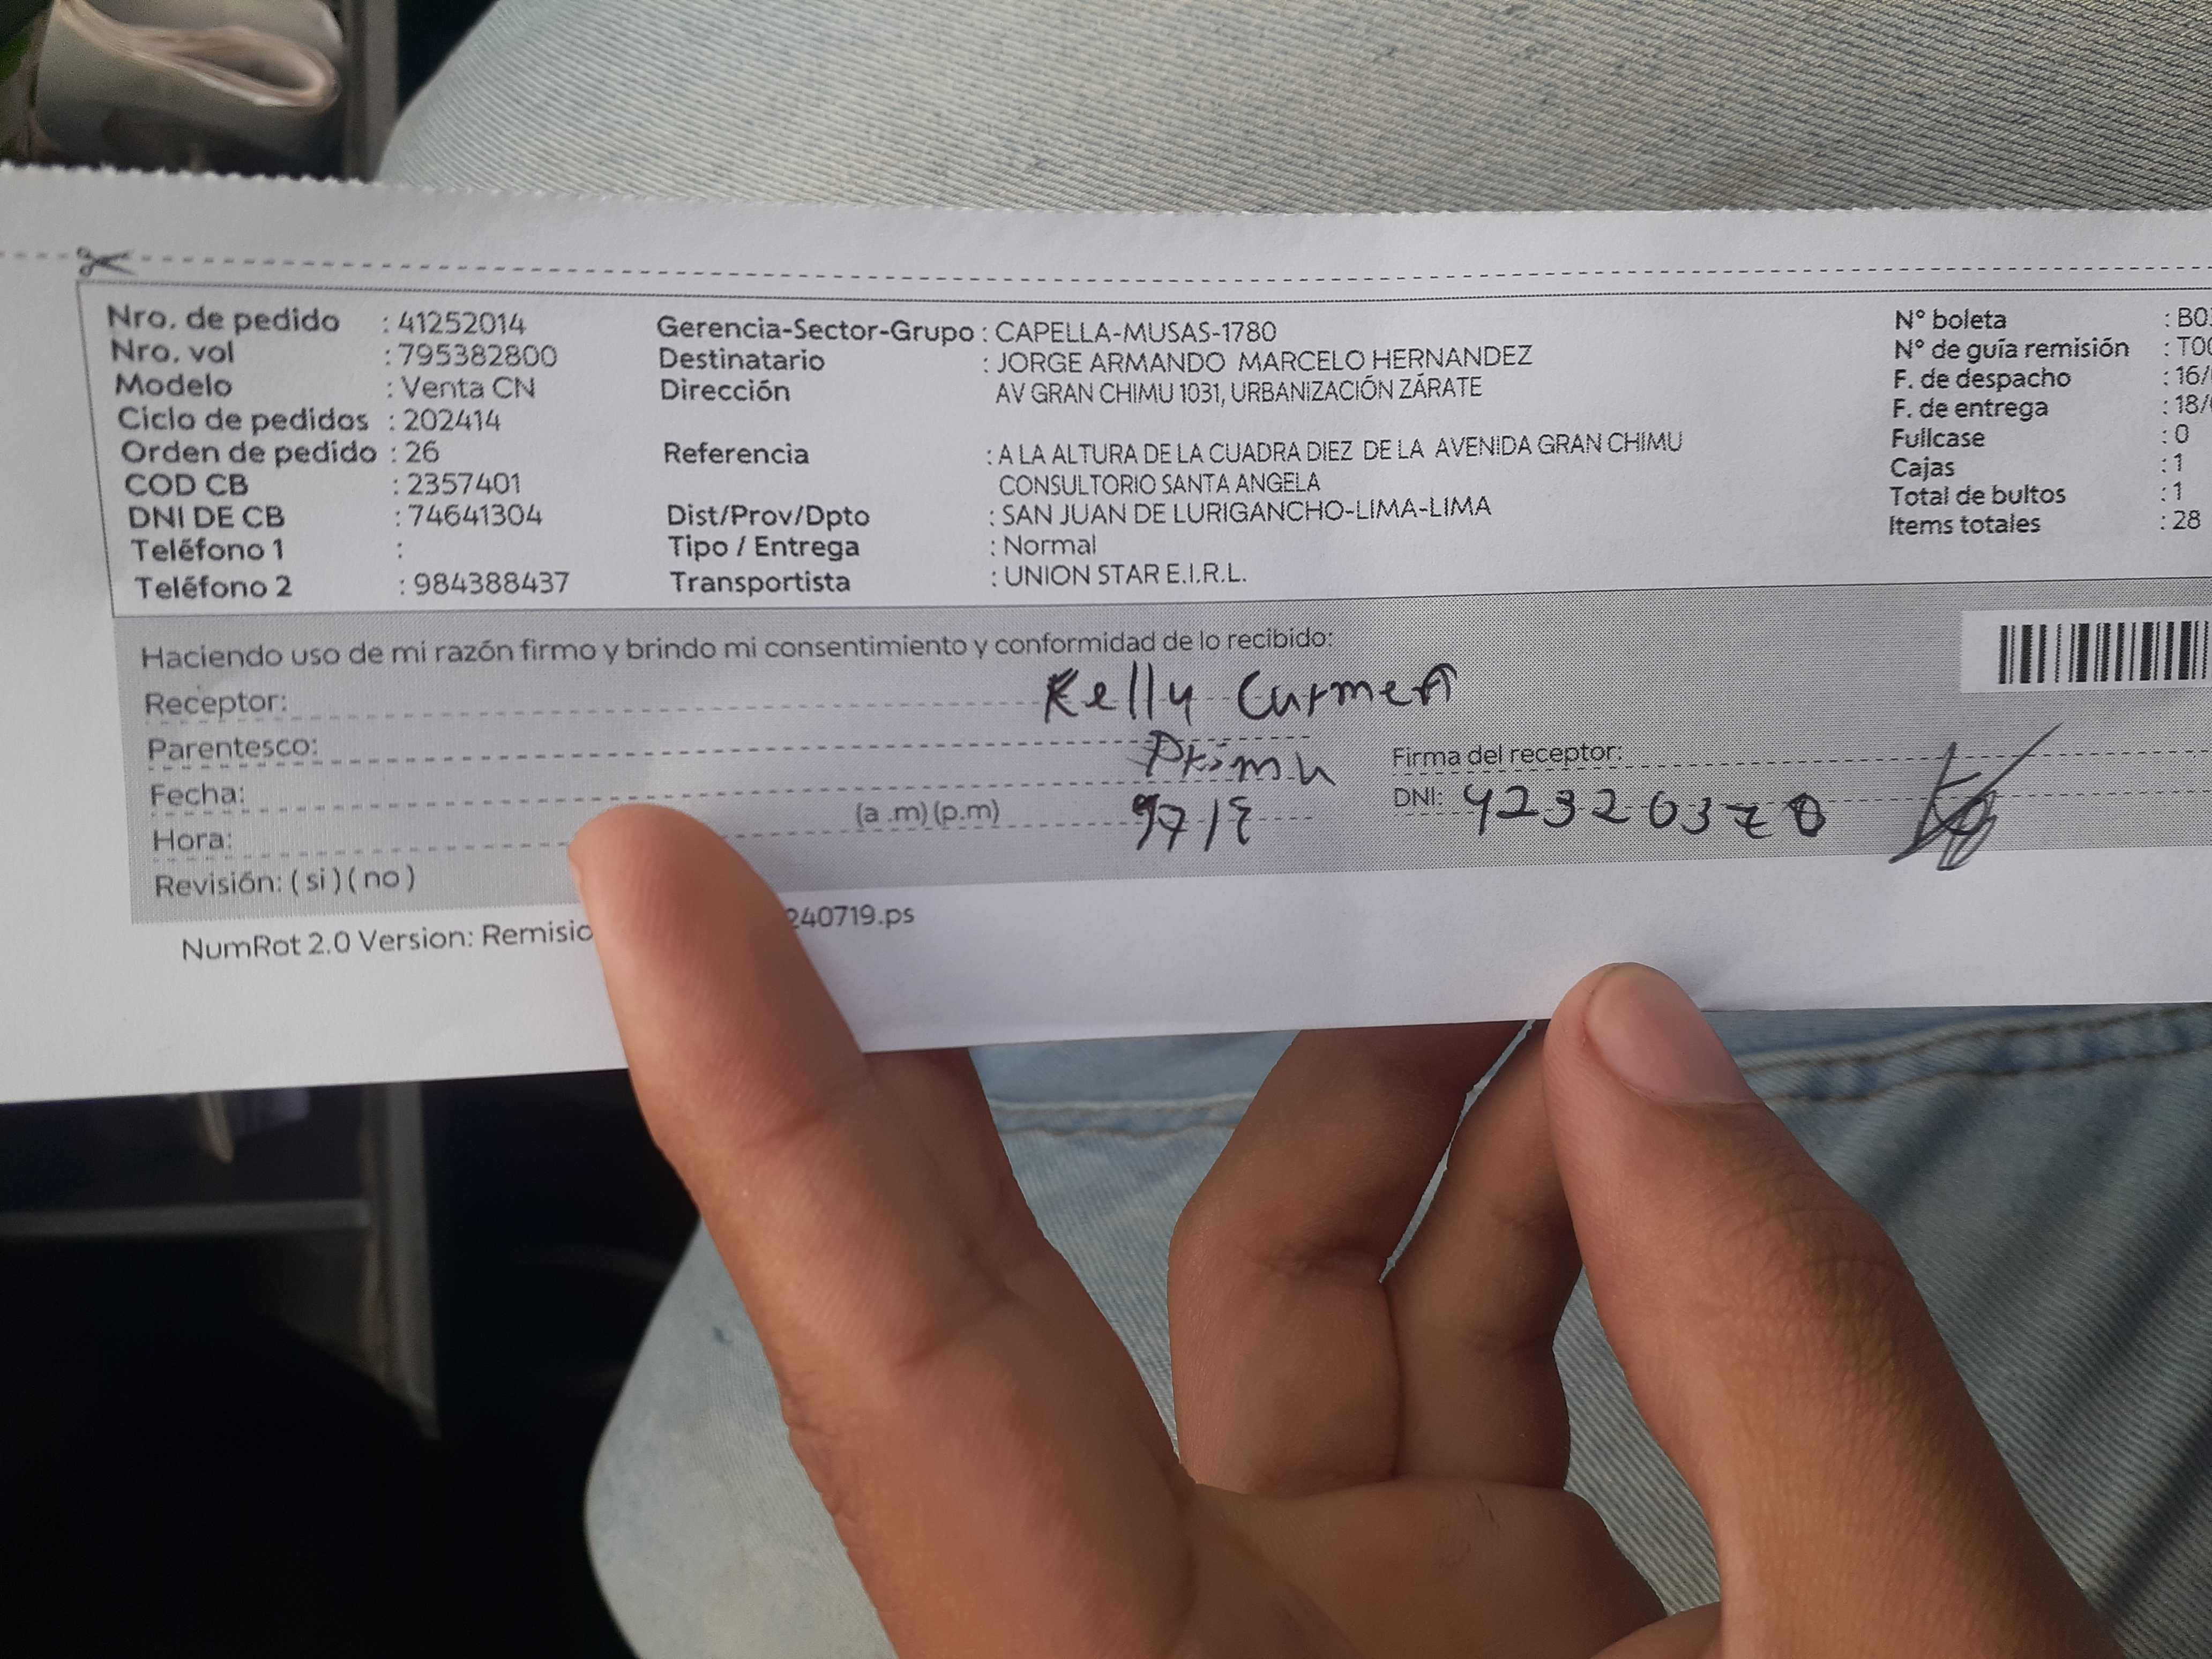 Nro. de pedido : 41252014
Nro. vol : 795382800
Modelo : Venta CN
Ciclo de pedidos : 202414
Orden de pedido : 26
COD CB : 2357401
DNI DE CB : 74641304
Teléfono 1 :
Teléfono 2 : 984388437
Gerencia-Sector-Grupo : CAPELLA-MUSAS-1780
Destinatario : JORGE ARMANDO MARCELO HERNANDEZ
Dirección AV GRAN CHIMU 1031, URBANIZACIÓN ZÁRATE
Referencia : A LA ALTURA DE LA CUADRA DIEZ DE LA AVENIDA GRAN CHIMU
CONSULTORIO SANTA ANGELA
Dist/Prov/Dpto : SAN JUAN DE LURIGANCHO-LIMA-LIMA
Tipo / Entrega : Normal
Transportista : UNION STAR E.I.R.L.
N° boleta : B0
N° de guía remisión : T00
F. de despacho : 16/
F. de entrega : 18/
Fullcase : 0
Cajas : 1
Total de bultos : 1
Items totales : 28
Haciendo uso de mi razón firmo y brindo mi consentimiento y conformidad de lo recibido:
Receptor: Kelly Carmen
Parentesco:
Fecha:
Hora: (a .m) (p.m)
Revisión: ( si ) ( no )
Firma del receptor:
DNI: 42320370
NumRot 2.0 Version: Remisio 240719.ps